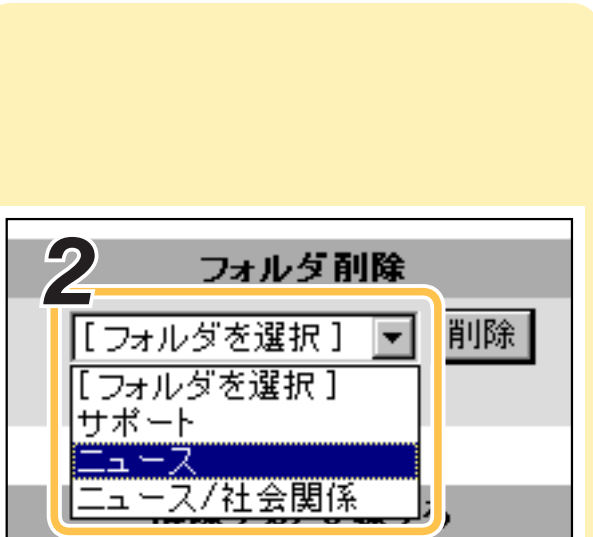 2
フォルダ削除
[フォルダを選択] 削除
[フォルダを選択]
サポート
ニュース
ニュース/社会関係